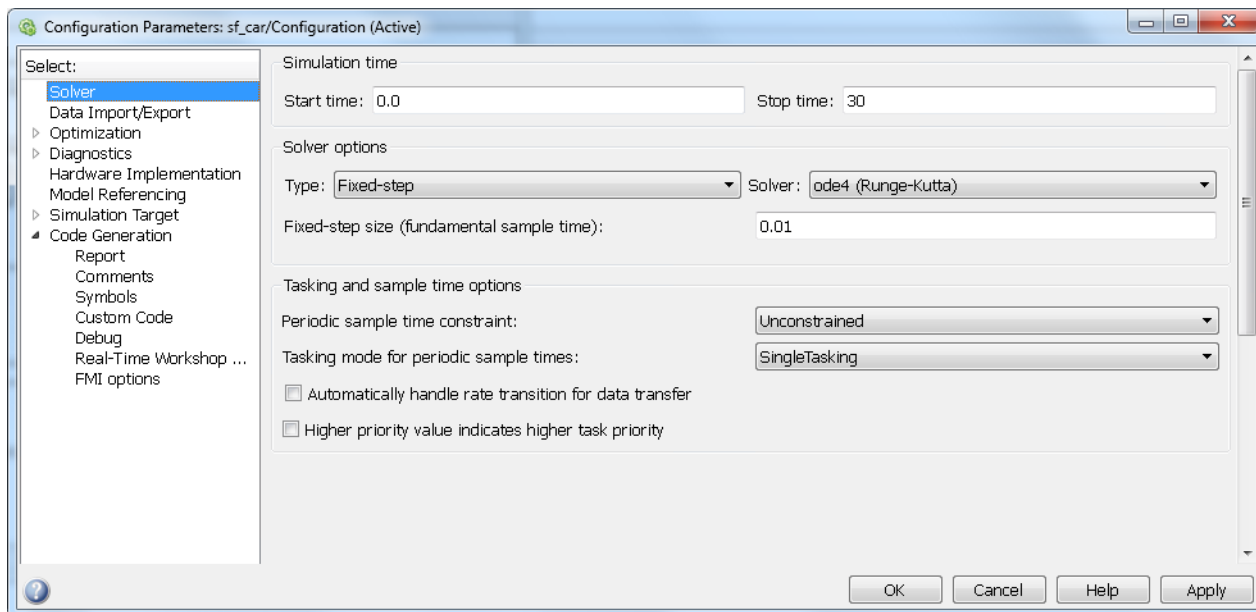 Configuration Parameters: sf_car/Configuration (Active)
Select:
Solver
Data Import/Export
Optimization
Diagnostics
Hardware Implementation
Model Referencing
Simulation Target
Code Generation
Report
Comments
Symbols
Custom Code
Debug
Real-Time Workshop ...
FMI options
Simulation time
Start time: 0.0 Stop time: 30
Solver options
Type: Fixed-step Solver: ode4 (Runge-Kutta)
Fixed-step size (fundamental sample time): 0.01
Tasking and sample time options
Periodic sample time constraint: Unconstrained
Tasking mode for periodic sample times: SingleTasking
Automatically handle rate transition for data transfer
Higher priority value indicates higher task priority
OK Cancel Help Apply